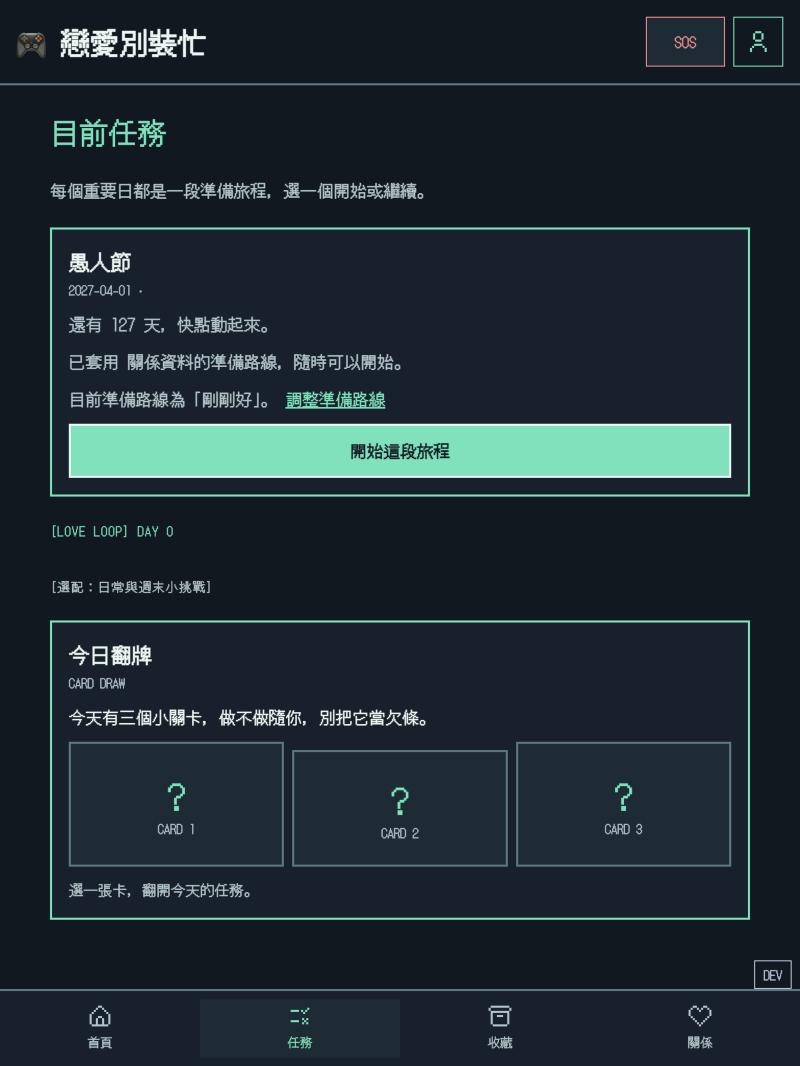 戀愛別裝忙
SOS
目前任務
每個重要日都是一段準備旅程，選一個開始或繼續。
愚人節
2027-04-01 ·
還有 127 天，快點動起來。
已套用 關係資料的準備路線，隨時可以開始。
目前準備路線為「剛剛好」。 調整準備路線
開始這段旅程
[LOVE LOOP] DAY 0
[選配：日常與週末小挑戰]
今日翻牌
CARD DRAW
今天有三個小關卡，做不做隨你，別把它當欠條。
?
CARD 1
?
CARD 2
?
CARD 3
選一張卡，翻開今天的任務。
DEV
首頁
任務
收藏
關係